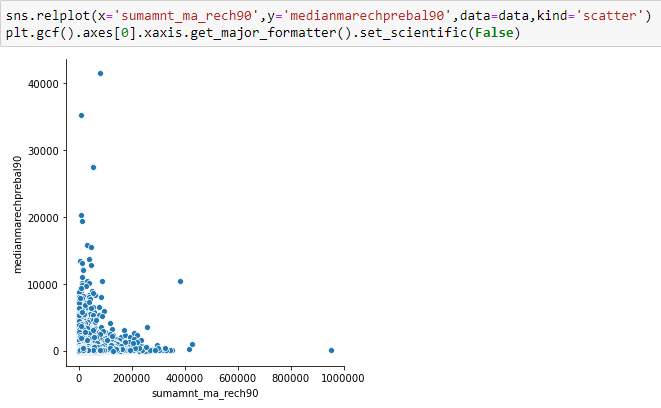 sns.relplot(x='sumamnt_ma_rech90',y='medianmarechprebal90',data=data,kind='scatter')
plt.gcf().axes[0].xaxis.get_major_formatter().set_scientific(False)
40000
30000
20000
10000
0
medianmarechprebal90
0 200000 400000 600000 800000 1000000
sumamnt_ma_rech90